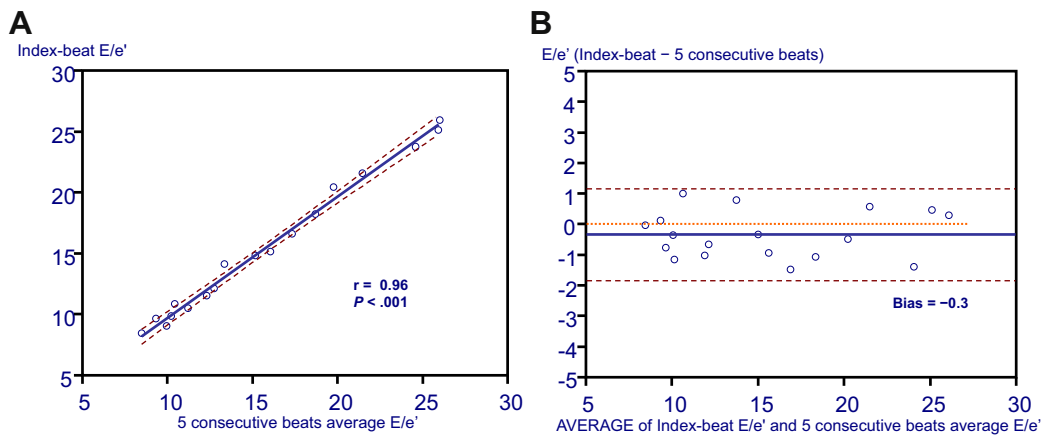 A
Index-beat E/e'
30
25
20
15
10
5
r = 0.96
P < .001
5 10 15 20 25 30
5 consecutive beats average E/e'
B
E/e' (Index-beat − 5 consecutive beats)
5
4
3
2
1
0
-1
-2
-3
-4
-5
Bias = −0.3
5 10 15 20 25 30
AVERAGE of Index-beat E/e' and 5 consecutive beats average E/e'